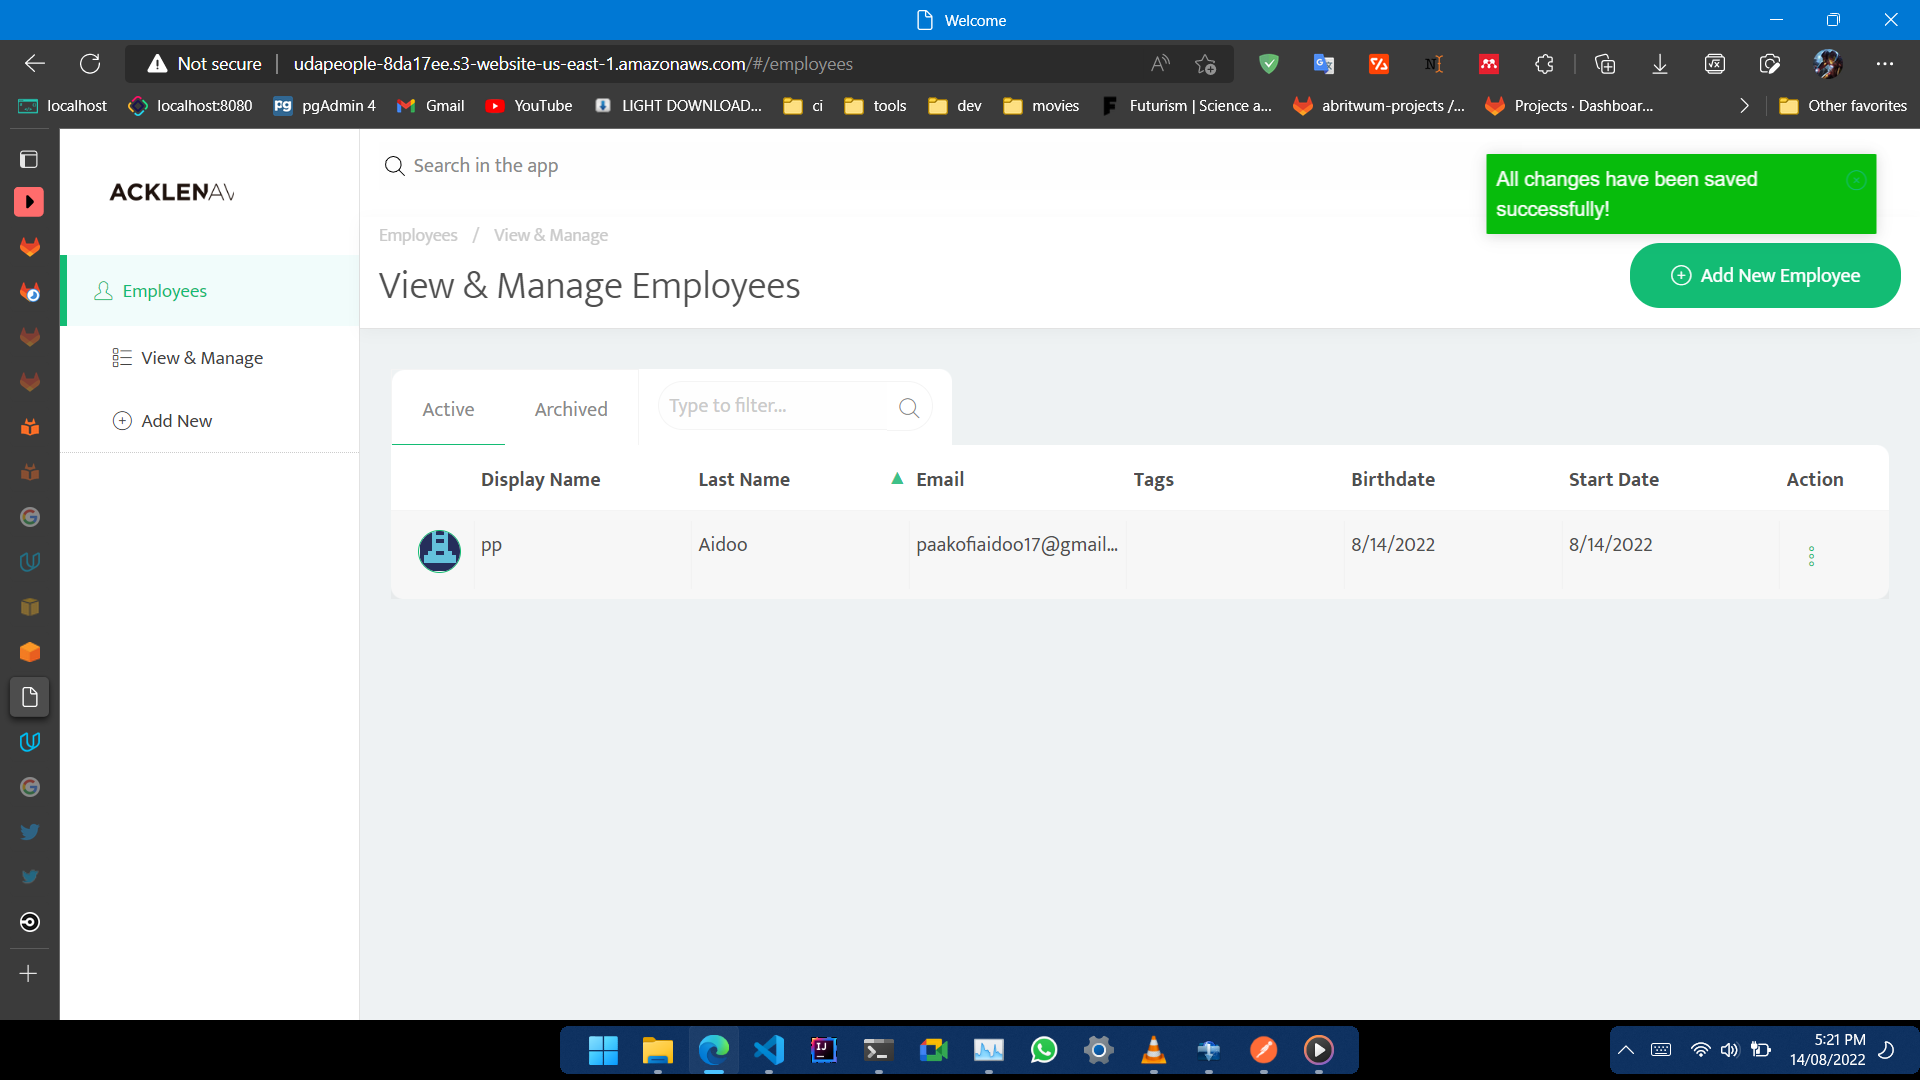 Welcome
Not secure | udapeople-8da17ee.s3-website-us-east-1.amazonaws.com/#/employees
localhost localhost:8080 pgAdmin 4 Gmail YouTube LIGHT DOWNLOAD... ci tools dev movies Futurism | Science a... abritwum-projects /... Projects · Dashboar... Other favorites
ACKLENAV
Search in the app
All changes have been saved
successfully!
Employees / View & Manage
View & Manage Employees
Add New Employee
Employees
View & Manage
Add New
Active Archived Type to filter...
Display Name Last Name ▲ Email Tags Birthdate Start Date Action
pp Aidoo paakofiaidoo17@gmail... 8/14/2022 8/14/2022
5:21 PM
14/08/2022